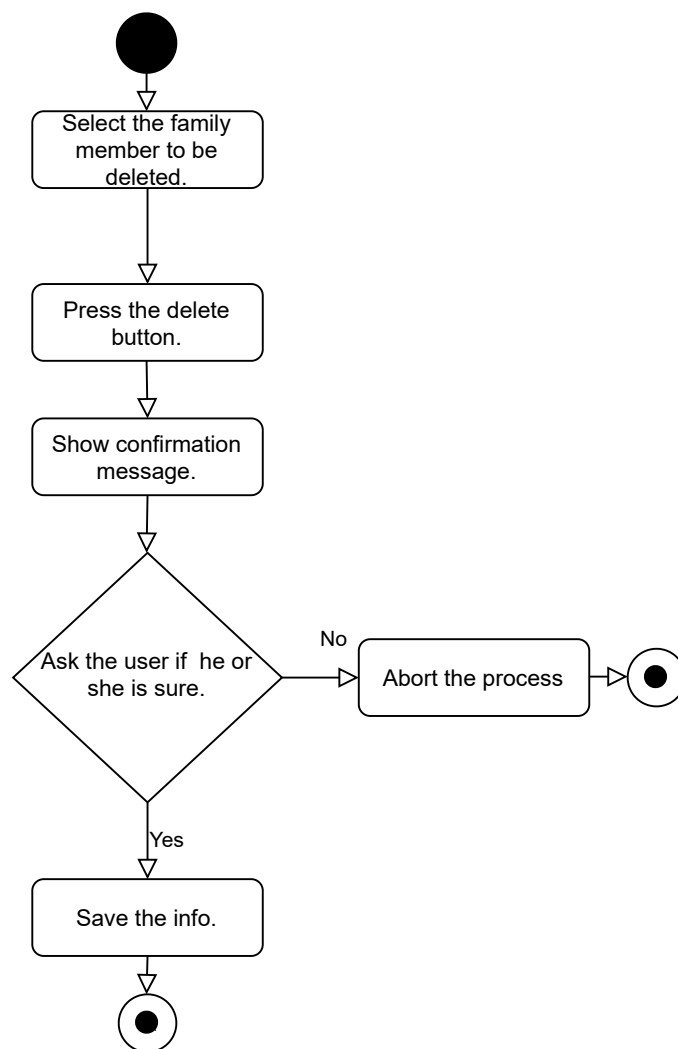 Select the family
member to be
deleted.
Press the delete
button.
Show confirmation
message.
Ask the user if  he or
she is sure.
No
Abort the process
Yes
Save the info.